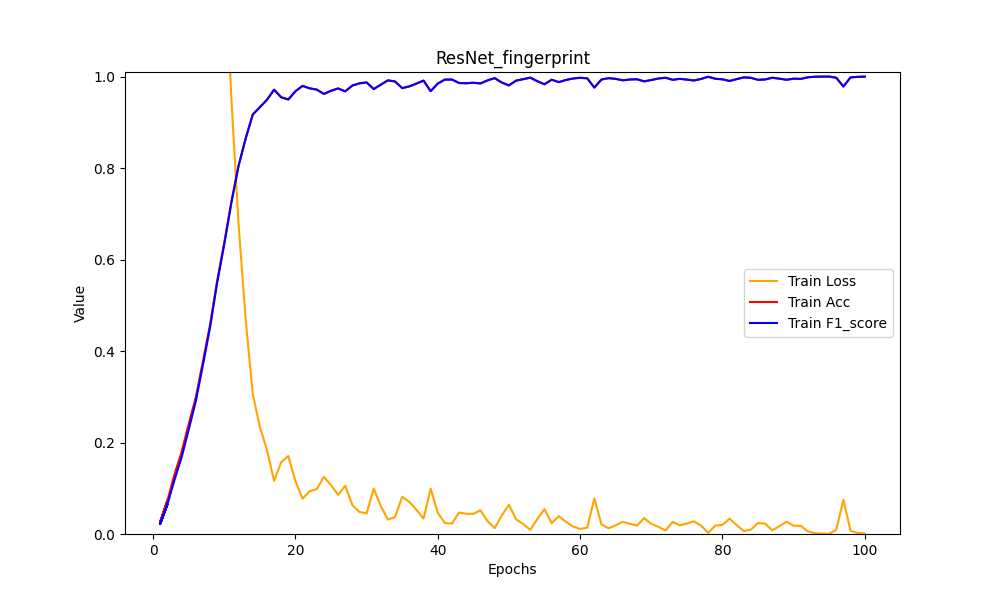 ResNet_fingerprint
1.0
0.8
0.6
0.4
0.2
0.0
Value
Train Loss
Train Acc
Train F1_score
0 20 40 60 80 100
Epochs